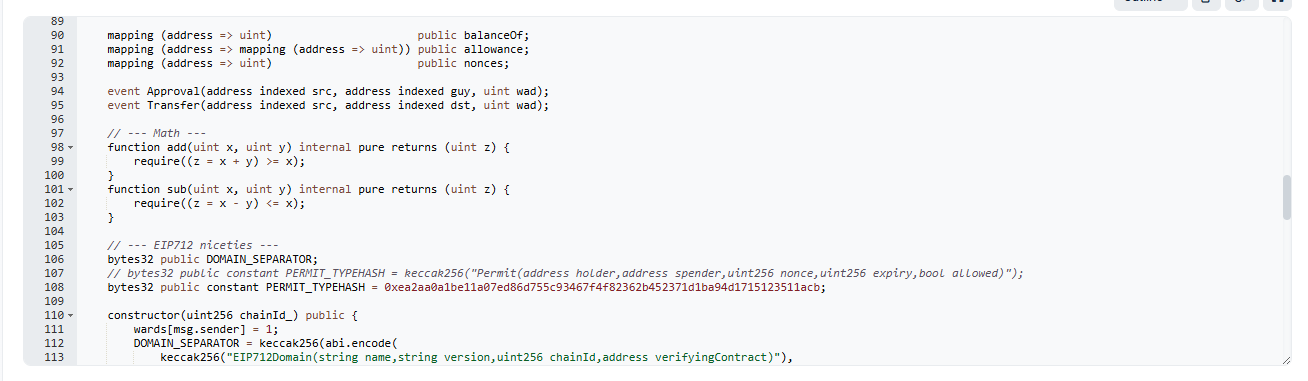 89
90 mapping (address => uint) public balanceOf;
91 mapping (address => mapping (address => uint)) public allowance;
92 mapping (address => uint) public nonces;
93
94 event Approval(address indexed src, address indexed guy, uint wad);
95 event Transfer(address indexed src, address indexed dst, uint wad);
96
97 // --- Math ---
98 function add(uint x, uint y) internal pure returns (uint z) {
99 require((z = x + y) >= x);
100 }
101 function sub(uint x, uint y) internal pure returns (uint z) {
102 require((z = x - y) <= x);
103 }
104
105 // --- EIP712 niceties ---
106 bytes32 public DOMAIN_SEPARATOR;
107 // bytes32 public constant PERMIT_TYPEHASH = keccak256("Permit(address holder,address spender,uint256 nonce,uint256 expiry,bool allowed)");
108 bytes32 public constant PERMIT_TYPEHASH = 0xea2aa0a1be11a07ed86d755c93467f4f82362b452371d1ba94d1715123511acb;
109
110 constructor(uint256 chainId_) public {
111 wards[msg.sender] = 1;
112 DOMAIN_SEPARATOR = keccak256(abi.encode(
113 keccak256("EIP712Domain(string name,string version,uint256 chainId,address verifyingContract)"),